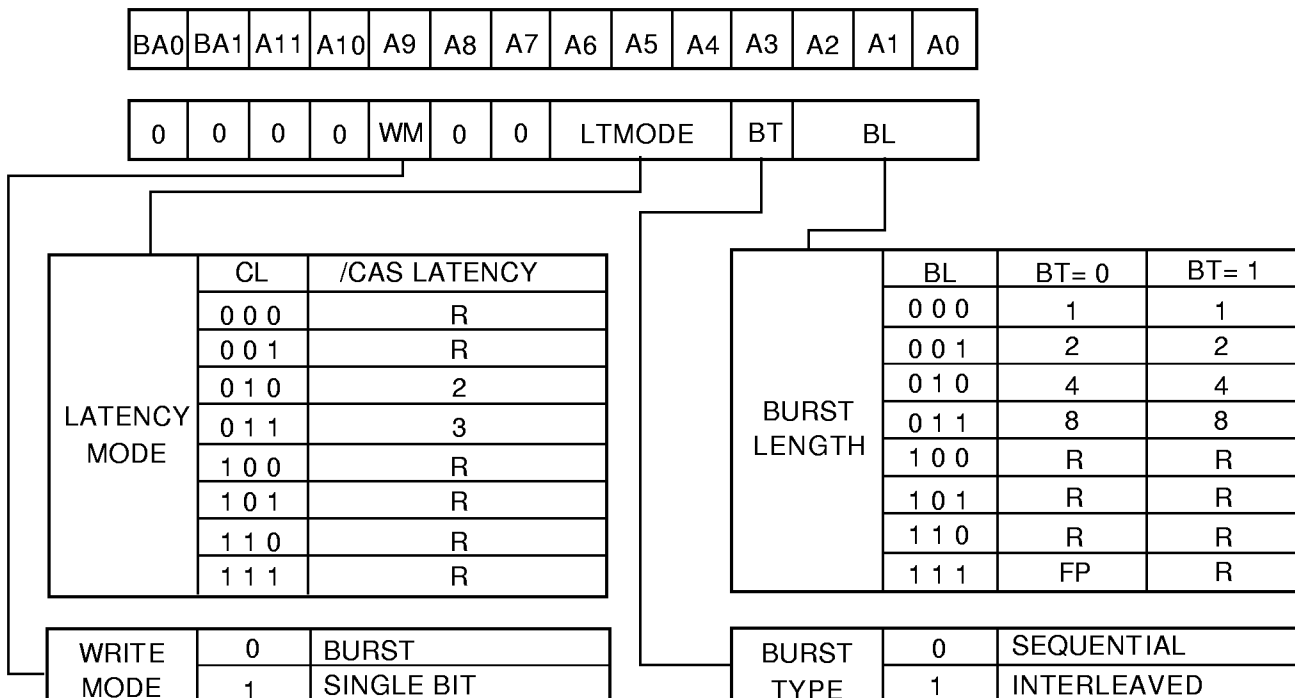 BA0 BA1 A11 A10 A9 A8 A7 A6 A5 A4 A3 A2 A1 A0
0 0 0 0 WM 0 0 LTMODE BT BL
LATENCY
MODE
CL /CAS LATENCY
0 0 0 R
0 0 1 R
0 1 0 2
0 1 1 3
1 0 0 R
1 0 1 R
1 1 0 R
1 1 1 R
BURST
LENGTH
BL BT= 0 BT= 1
0 0 0 1 1
0 0 1 2 2
0 1 0 4 4
0 1 1 8 8
1 0 0 R R
1 0 1 R R
1 1 0 R R
1 1 1 FP R
WRITE
MODE
0 BURST
1 SINGLE BIT
BURST
TYPE
0 SEQUENTIAL
1 INTERLEAVED